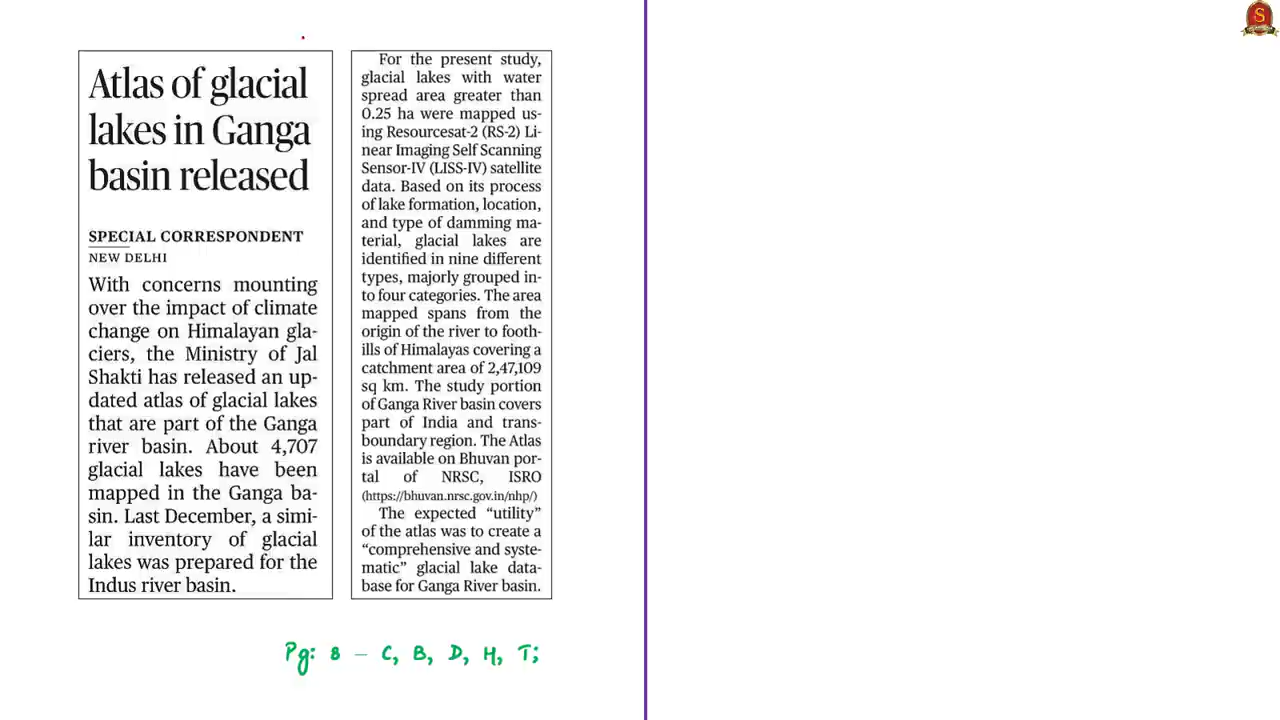 Atlas of glacial
lakes in Ganga
basin released
SPECIAL CORRESPONDENT
NEW DELHI
With concerns mounting
over the impact of climate
change on Himalayan gla-
ciers, the Ministry of Jal
Shakti has released an up-
dated atlas of glacial lakes
that are part of the Ganga
river basin. About 4,707
glacial lakes have been
mapped in the Ganga ba-
sin. Last December, a simi-
lar inventory of glacial
lakes was prepared for the
Indus river basin.
For the present study,
glacial lakes with water
spread area greater than
0.25 ha were mapped us-
ing Resourcesat-2 (RS-2) Li-
near Imaging Self Scanning
Sensor-IV (LISS-IV) satellite
data. Based on its process
of lake formation, location,
and type of damming ma-
terial, glacial lakes are
identified in nine different
types, majorly grouped in-
to four categories. The area
mapped spans from the
origin of the river to footh-
ills of Himalayas covering a
catchment area of 2,47,109
sq km. The study portion
of Ganga River basin covers
part of India and trans-
boundary region. The Atlas
is available on Bhuvan por-
tal of NRSC, ISRO
(https://bhuvan.nrsc.gov.in/nhp/)
The expected “utility”
of the atlas was to create a
“comprehensive and syste-
matic” glacial lake data-
base for Ganga River basin.
Pg: 8 – C, B, D, H, T;
S